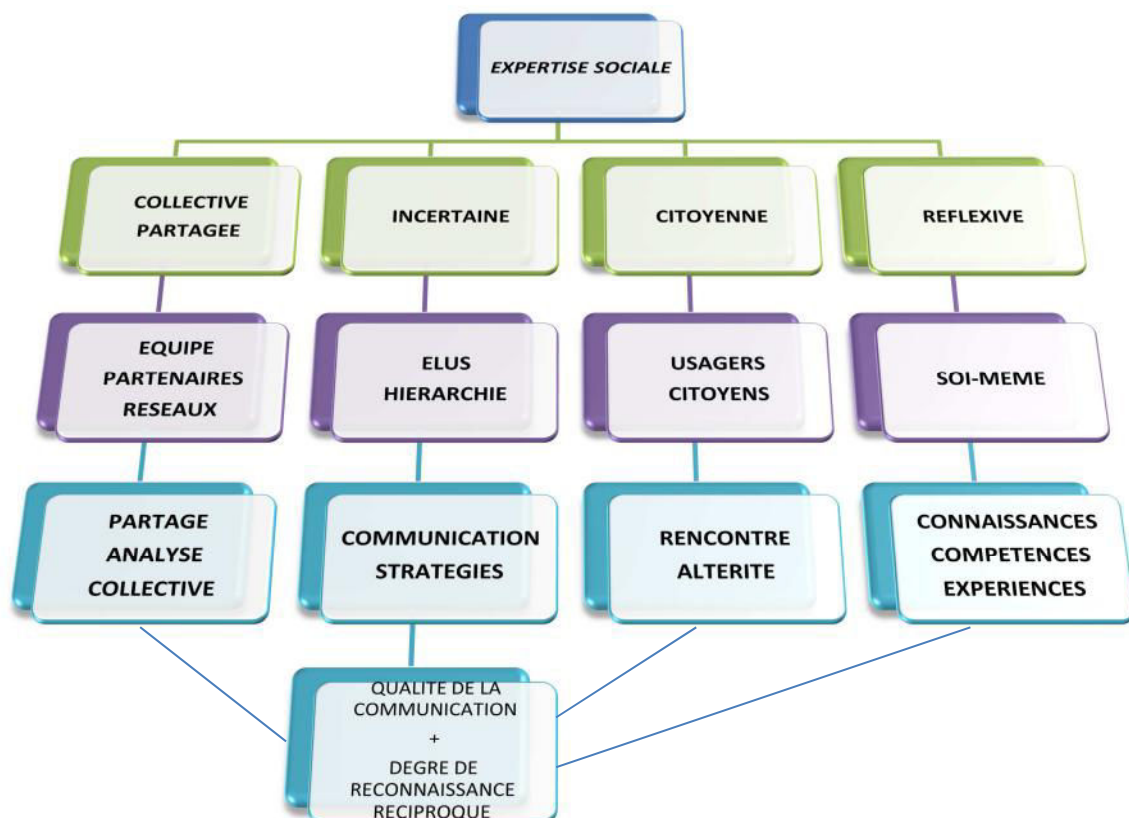 EXPERTISE SOCIALE
COLLECTIVE
PARTAGEE
INCERTAINE
CITOYENNE
REFLEXIVE
EQUIPE
PARTENAIRES
RESEAUX
ELUS
HIERARCHIE
USAGERS
CITOYENS
SOI-MEME
PARTAGE
ANALYSE
COLLECTIVE
COMMUNICATION
STRATEGIES
RENCONTRE
ALTERITE
CONNAISSANCES
COMPETENCES
EXPERIENCES
QUALITE DE LA
COMMUNICATION
+
DEGRE DE
RECONNAISSANCE
RECIPROQUE